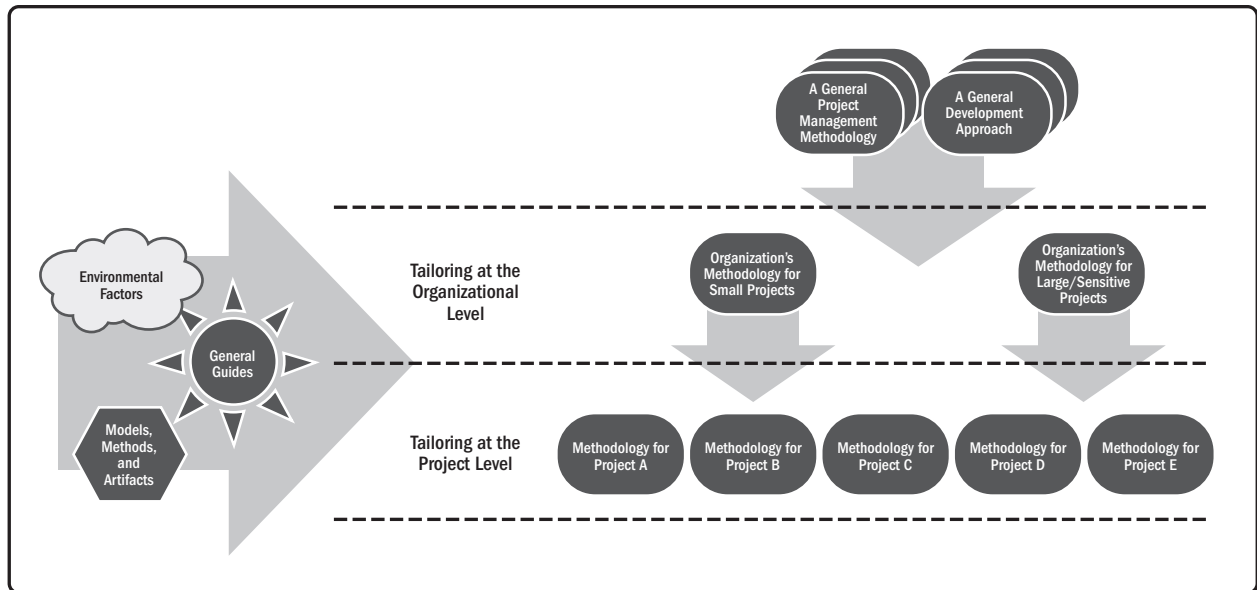 A General
Project
Management
Methodology
A General
Development
Approach
Environmental
Factors
General
Guides
Models,
Methods,
and
Artifacts
Tailoring at the
Organizational
Level
Organization’s
Methodology for
Small Projects
Organization’s
Methodology for
Large/Sensitive
Projects
Tailoring at the
Project Level
Methodology for
Project A
Methodology for
Project B
Methodology for
Project C
Methodology for
Project D
Methodology for
Project E